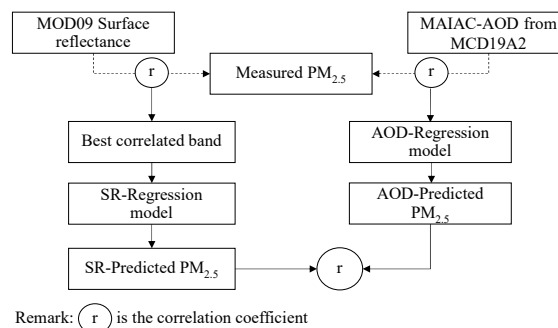 MOD09 Surface
reflectance
MAIAC-AOD from
MCD19A2
r
Measured PM2.5
r
Best correlated band
AOD-Regression
model
SR-Regression
model
AOD-Predicted
PM2.5
SR-Predicted PM2.5
r
Remark: r is the correlation coefficient